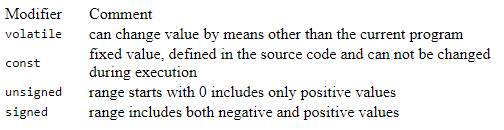 Modifier Comment
volatile can change value by means other than the current program
const fixed value, defined in the source code and can not be changed
during execution
unsigned range starts with 0 includes only positive values
signed range includes both negative and positive values